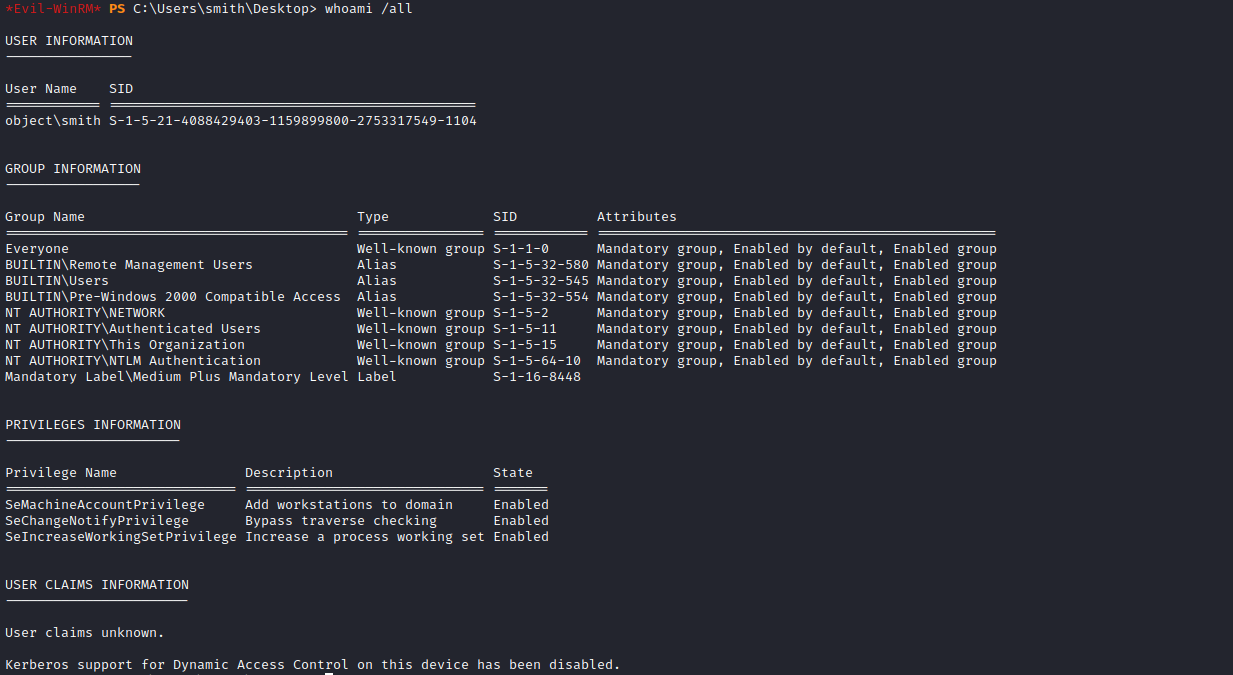 *Evil-WinRM* PS C:\Users\smith\Desktop> whoami /all
USER INFORMATION
----------------
User Name    SID
============ ==============================================
object\smith S-1-5-21-4088429403-1159899800-2753317549-1104
GROUP INFORMATION
-----------------
Group Name                                  Type             SID          Attributes
=========================================== ================ ============ ==================================================
Everyone                                    Well-known group S-1-1-0      Mandatory group, Enabled by default, Enabled group
BUILTIN\Remote Management Users             Alias            S-1-5-32-580 Mandatory group, Enabled by default, Enabled group
BUILTIN\Users                               Alias            S-1-5-32-545 Mandatory group, Enabled by default, Enabled group
BUILTIN\Pre-Windows 2000 Compatible Access  Alias            S-1-5-32-554 Mandatory group, Enabled by default, Enabled group
NT AUTHORITY\NETWORK                        Well-known group S-1-5-2      Mandatory group, Enabled by default, Enabled group
NT AUTHORITY\Authenticated Users            Well-known group S-1-5-11     Mandatory group, Enabled by default, Enabled group
NT AUTHORITY\This Organization              Well-known group S-1-5-15     Mandatory group, Enabled by default, Enabled group
NT AUTHORITY\NTLM Authentication            Well-known group S-1-5-64-10  Mandatory group, Enabled by default, Enabled group
Mandatory Label\Medium Plus Mandatory Level Label            S-1-16-8448
PRIVILEGES INFORMATION
----------------------
Privilege Name                Description                    State
============================= ============================== =======
SeMachineAccountPrivilege     Add workstations to domain     Enabled
SeChangeNotifyPrivilege       Bypass traverse checking       Enabled
SeIncreaseWorkingSetPrivilege Increase a process working set Enabled
USER CLAIMS INFORMATION
-----------------------
User claims unknown.
Kerberos support for Dynamic Access Control on this device has been disabled.